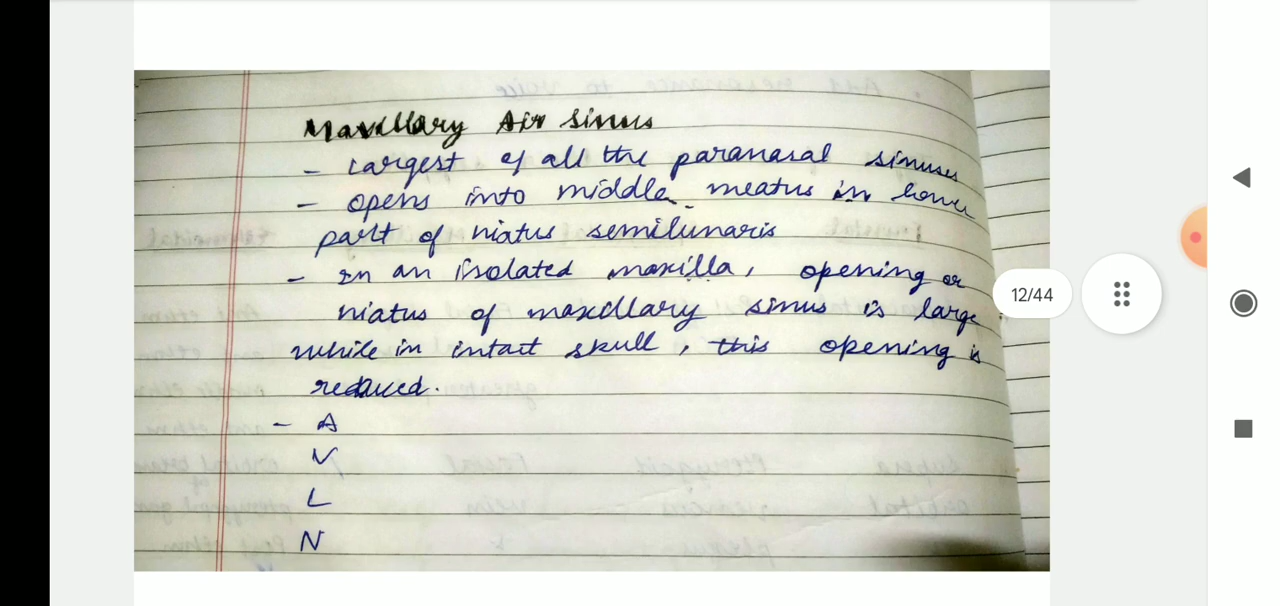 Maxillary Air Sinus
- Largest of all the paranasal sinuses
- opens into middle meatus in lower
part of hiatus semilunaris
- In an isolated maxilla, opening or
hiatus of maxillary sinus is large
while in intact skull, this opening is
reduced.
- A
V
L
N
12/44